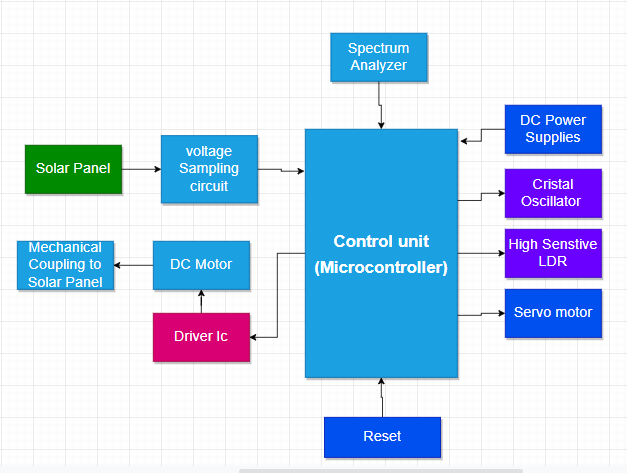 Spectrum
Analyzer
DC Power
Supplies
Solar Panel
voltage
Sampling
circuit
Cristal
Oscillator
Control unit
(Microcontroller)
High Senstive
LDR
Mechanical
Coupling to
Solar Panel
DC Motor
Servo motor
Driver Ic
Reset